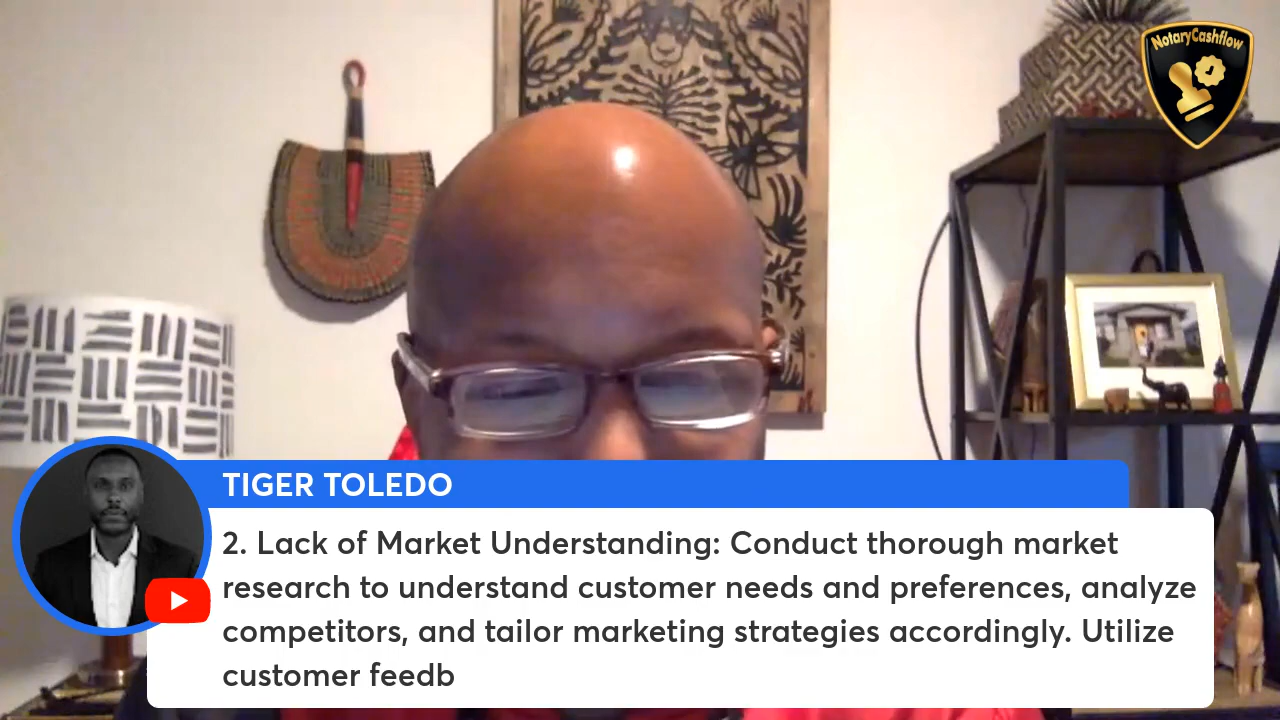 NotaryCashflow
TIGER TOLEDO
2. Lack of Market Understanding: Conduct thorough market
research to understand customer needs and preferences, analyze
competitors, and tailor marketing strategies accordingly. Utilize
customer feedb